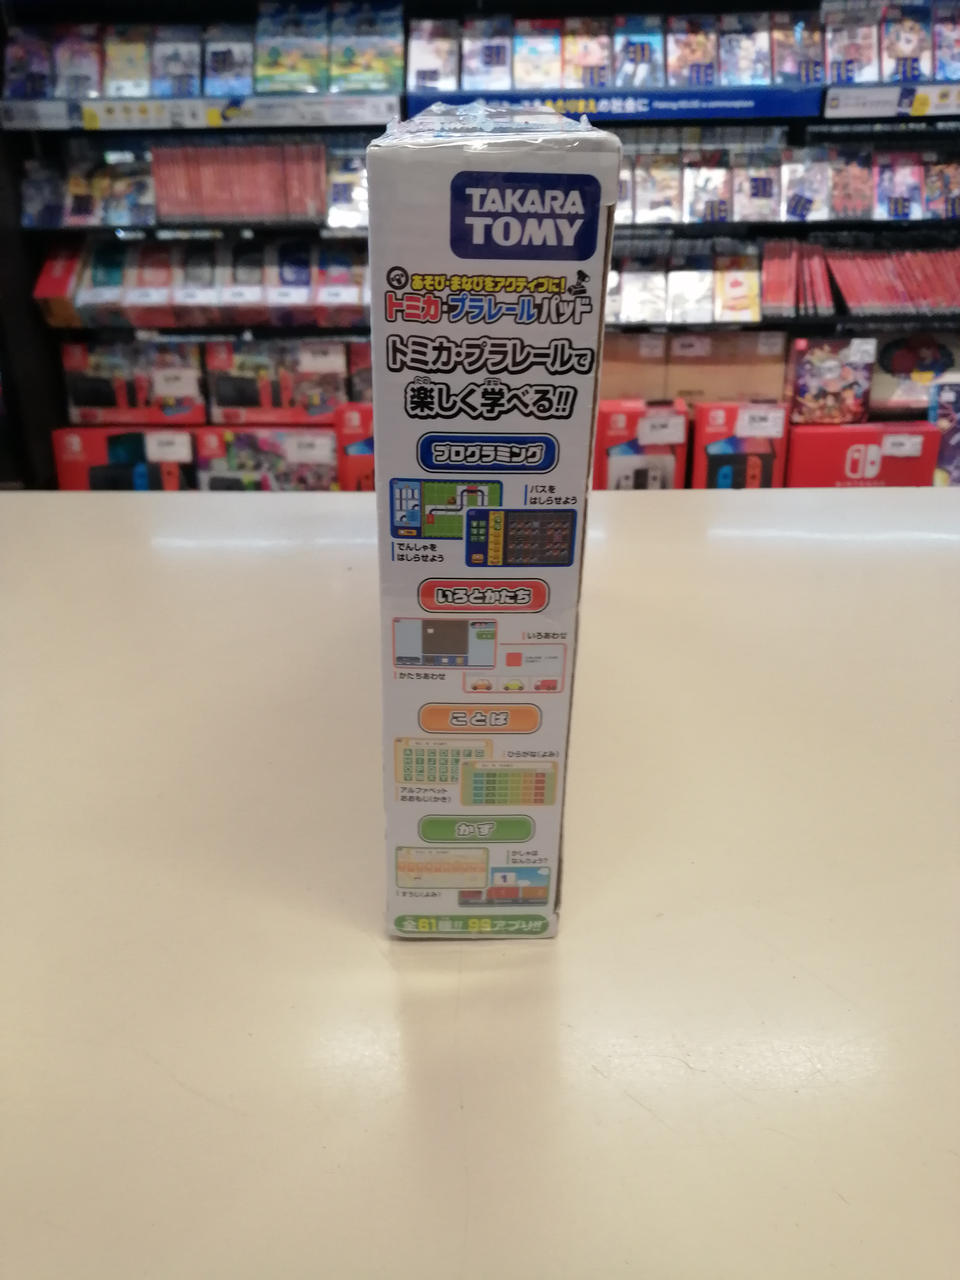 の社会に
TAKARA
TOMY
あそび・まなびをアクティブに!
トミカ・プラレールパッド
トミカ・プラレールで
楽しく学べる!!
プログラミング
バスを
はしらせよう
でんしゃを
はしらせよう
いろとかたち
いろあわせ
かたちあわせ
ことば
ひらがな(よみ)
アルファベット
おおもじ(かき)
かず
かしゃは
なんりょう?
1
すうじ(よみ)
全61種!! 99アプリ!!